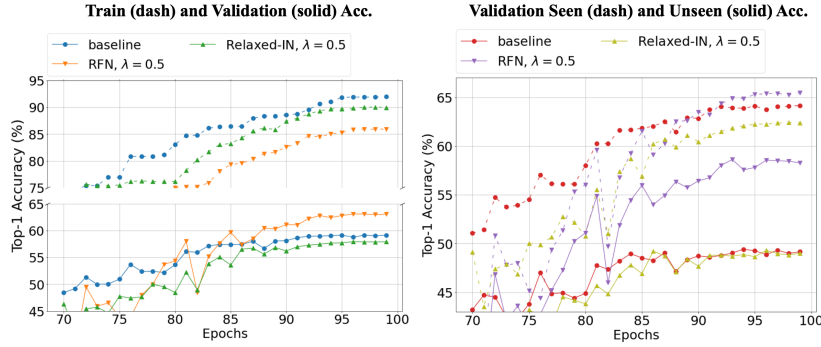 Train (dash) and Validation (solid) Acc.
baseline
RFN, λ = 0.5
Relaxed-IN, λ = 0.5
Top-1 Accuracy (%)
95
90
85
80
75
65
60
55
50
45
70 75 80 85 90 95 100
Epochs
Validation Seen (dash) and Unseen (solid) Acc.
baseline
RFN, λ = 0.5
Relaxed-IN, λ = 0.5
Top-1 Accuracy (%)
65
60
55
50
45
70 75 80 85 90 95 100
Epochs